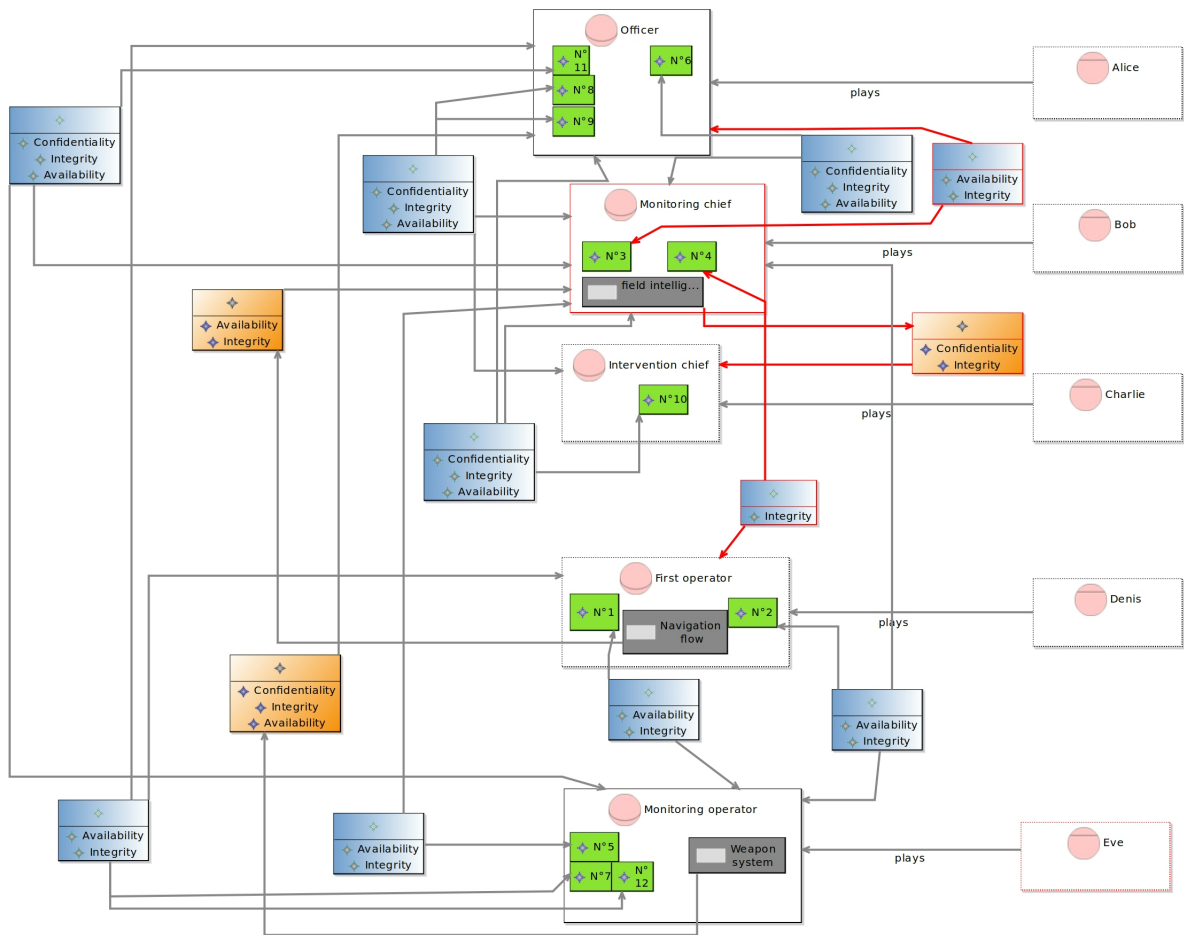 Officer
N°
11
N°6
N°8
N°9
Alice
plays
Confidentiality
Integrity
Availability
Confidentiality
Integrity
Availability
Confidentiality
Integrity
Availability
Availability
Integrity
Monitoring chief
N°3
N°4
field intellig...
Bob
plays
Availability
Integrity
Confidentiality
Integrity
Intervention chief
N°10
Charlie
plays
Confidentiality
Integrity
Availability
Integrity
First operator
N°1
Navigation
flow
N°2
Denis
plays
Confidentiality
Integrity
Availability
Availability
Integrity
Availability
Integrity
Monitoring operator
N°5
N°7
N°
12
Weapon
system
Eve
plays
Availability
Integrity
Availability
Integrity